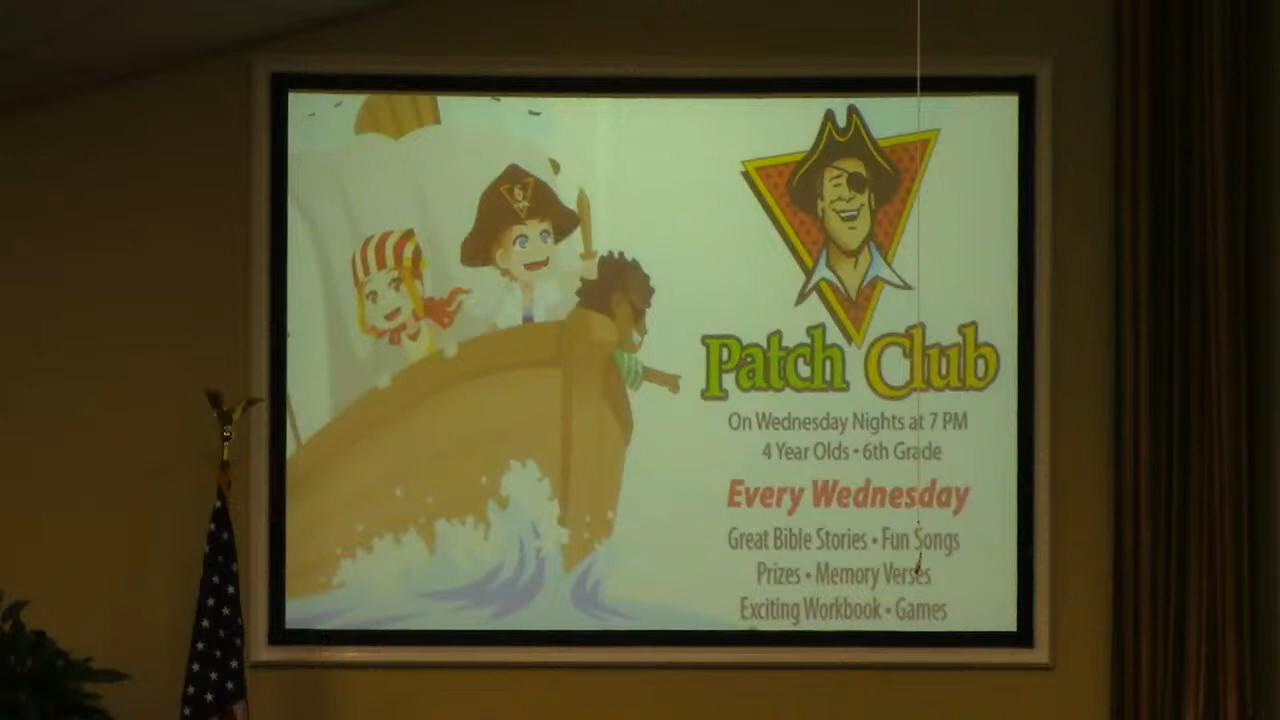 Patch Club
On Wednesday Nights at 7 PM
4 Year Olds • 6th Grade
Every Wednesday
Great Bible Stories • Fun Songs
Prizes • Memory Verses
Exciting Workbook • Games